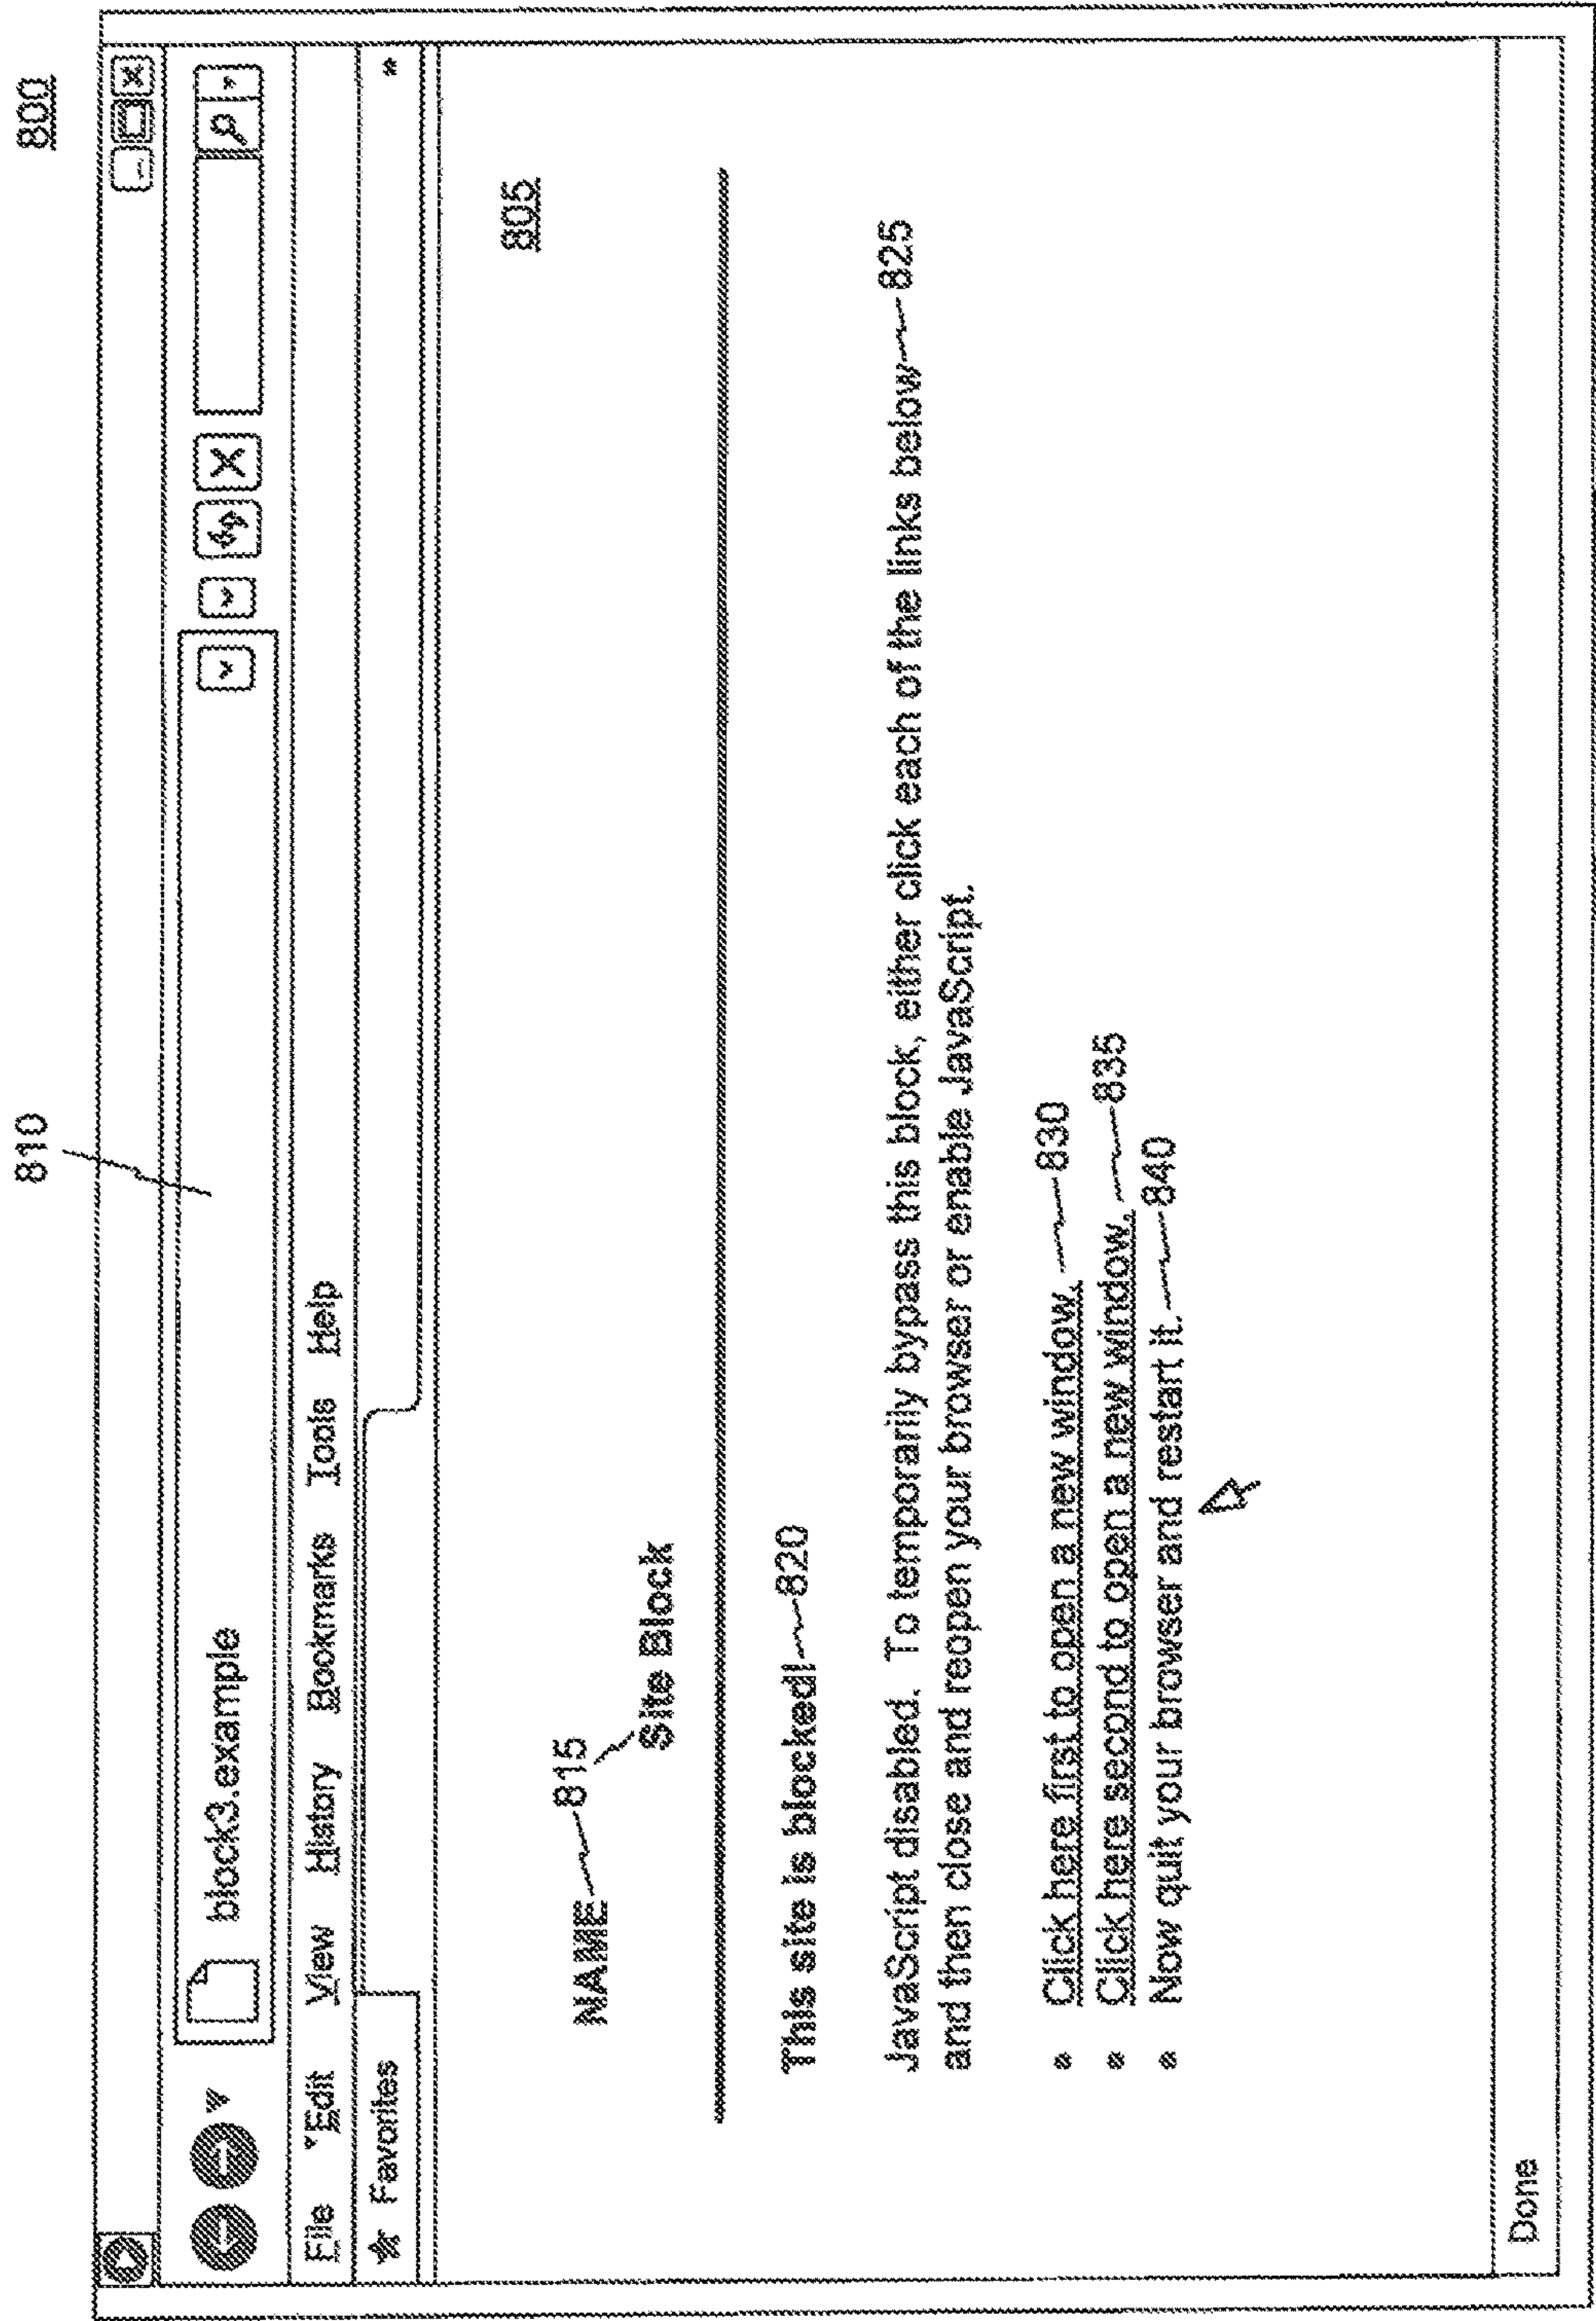 800
810
block3.example
File Edit View History Bookmarks Tools Help
Favorites
805
NAME 815
Site Block
This site is blocked! 820
JavaScript disabled. To temporarily bypass this block, either click each of the links below 825
and then close and reopen your browser or enable JavaScript.
• Click here first to open a new window. 830
• Click here second to open a new window. 835
• Now quit your browser and restart it. 840
Done